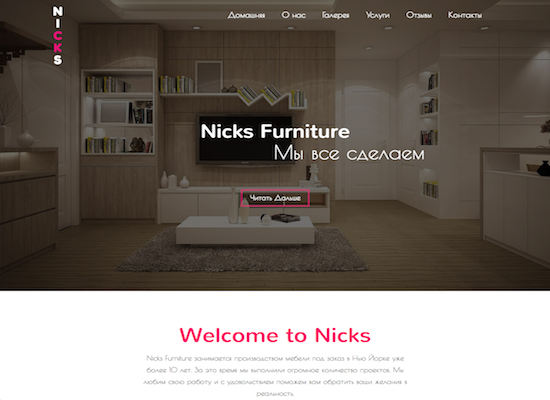 NICKS
Домашняя О нас Галерея Услуги Отзывы Контакты
Nicks Furniture
Мы все сделаем
Читать Дальше
Welcome to Nicks
Nicks Furniture занимается производством мебели под заказ в Нью Йорке уже
более 10 лет. За это время мы выполнили огромное количество проектов. Мы
любим свою работу и с удовольствием поможем вам обратить ваши желания в
реальность.